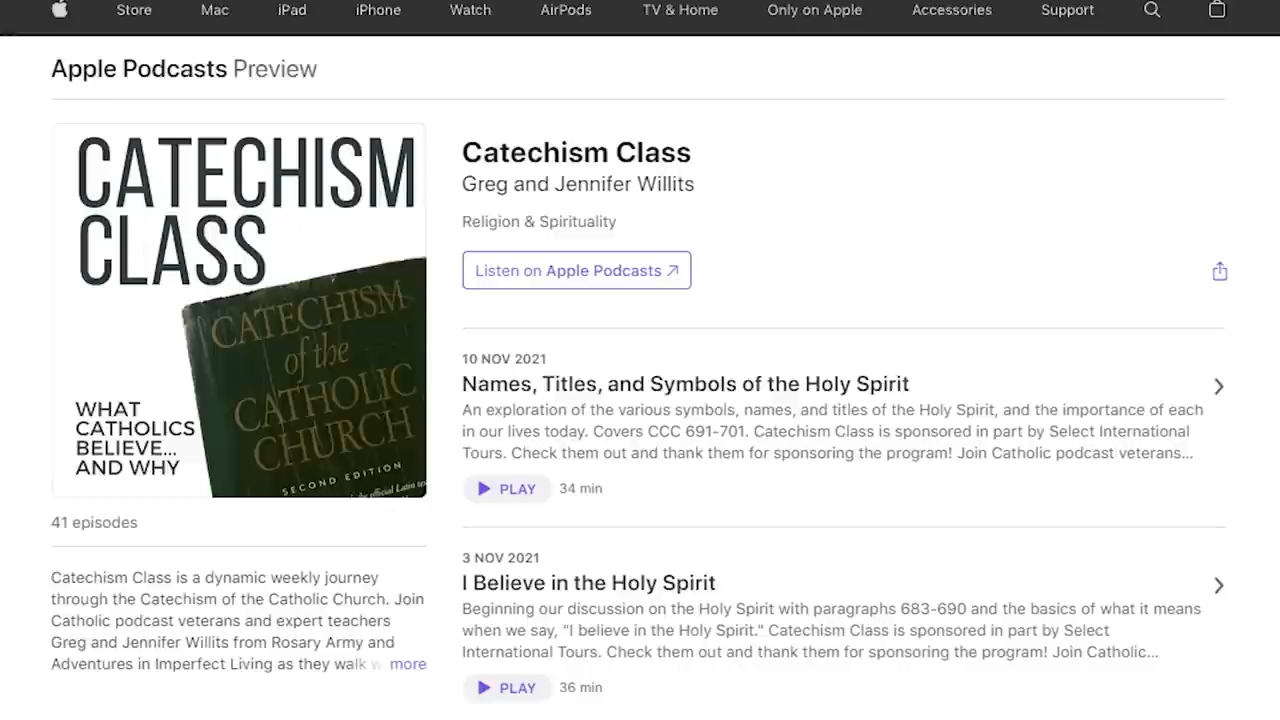 Store Mac iPad iPhone Watch AirPods TV & Home Only on Apple Accessories Support
Apple Podcasts Preview
CATECHISM
CLASS
CATECHISM
of the
CATHOLIC
CHURCH
SECOND EDITION
is the official Latin
WHAT
CATHOLICS
BELIEVE...
AND WHY
41 episodes
Catechism Class is a dynamic weekly journey
through the Catechism of the Catholic Church. Join
Catholic podcast veterans and expert teachers
Greg and Jennifer Willits from Rosary Army and
Adventures in Imperfect Living as they walk more
Catechism Class
Greg and Jennifer Willits
Religion & Spirituality
Listen on Apple Podcasts
10 NOV 2021
Names, Titles, and Symbols of the Holy Spirit
An exploration of the various symbols, names, and titles of the Holy Spirit, and the importance of each
in our lives today. Covers CCC 691-701. Catechism Class is sponsored in part by Select International
Tours. Check them out and thank them for sponsoring the program! Join Catholic podcast veterans...
PLAY 34 min
3 NOV 2021
I Believe in the Holy Spirit
Beginning our discussion on the Holy Spirit with paragraphs 683-690 and the basics of what it means
when we say, "I believe in the Holy Spirit." Catechism Class is sponsored in part by Select
International Tours. Check them out and thank them for sponsoring the program! Join Catholic...
PLAY 36 min